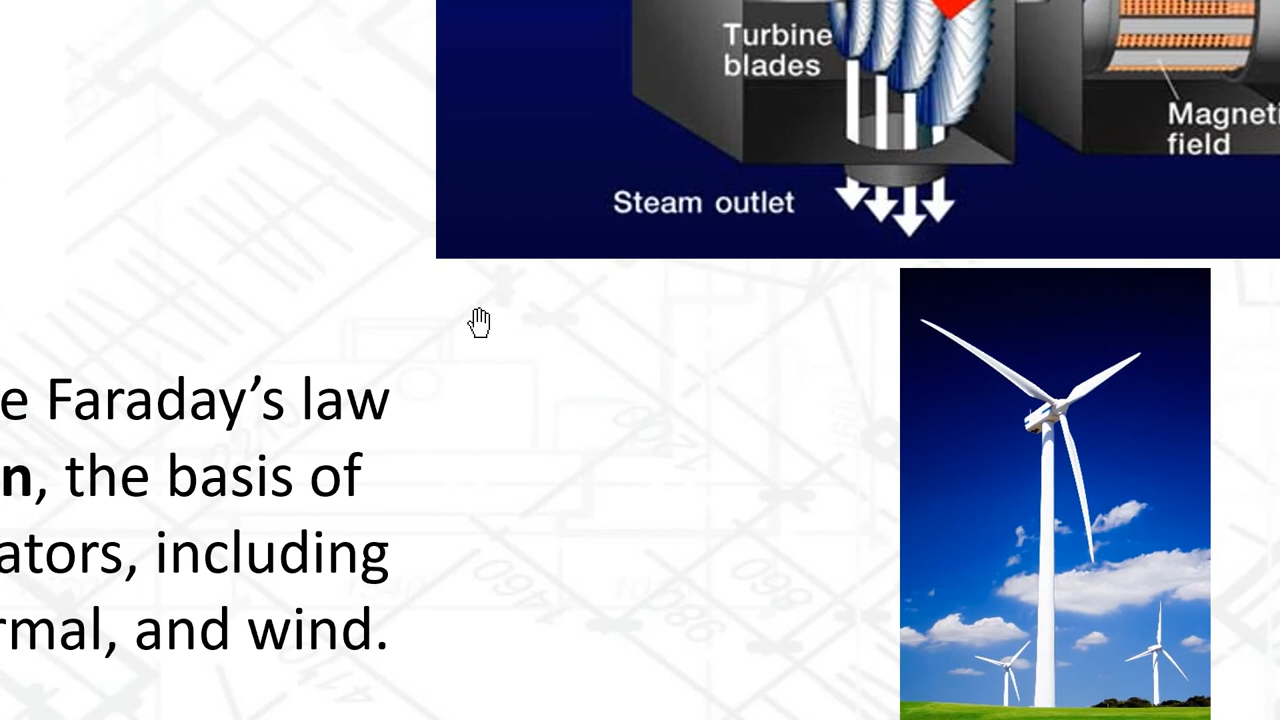 Turbine
blades
Magneti
field
Steam outlet
e Faraday’s law
n, the basis of
ators, including
rmal, and wind.